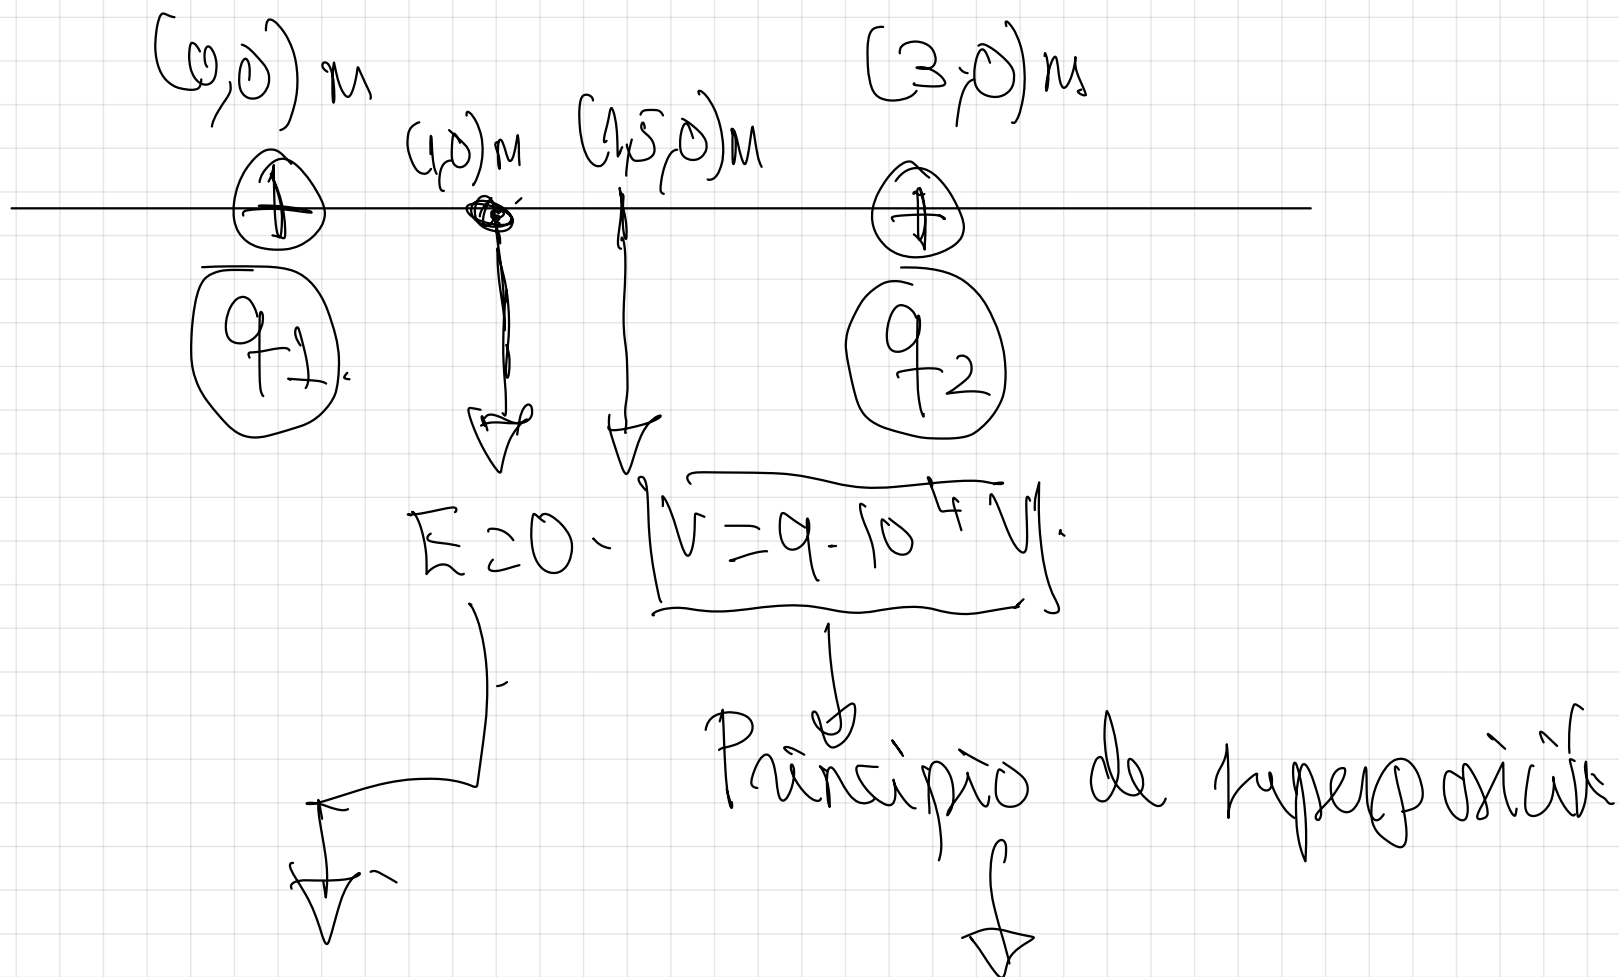 (0,0) m
(3,0) m
(1,0) m
(1,5,0) m
q1.
q2
E = 0
V = 9.10⁴ V
Principio de superposición